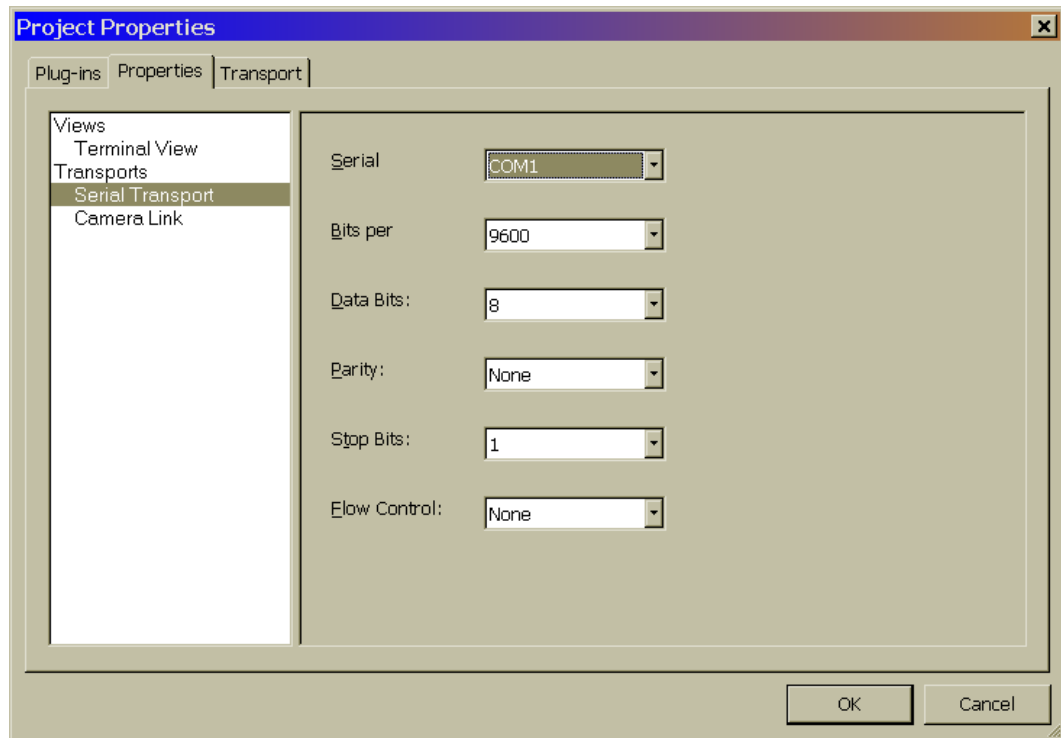 Project Properties
Plug-ins Properties Transport
Views
Terminal View
Transports
Serial Transport
Camera Link
Serial COM1
Bits per 9600
Data Bits: 8
Parity: None
Stop Bits: 1
Flow Control: None
OK Cancel